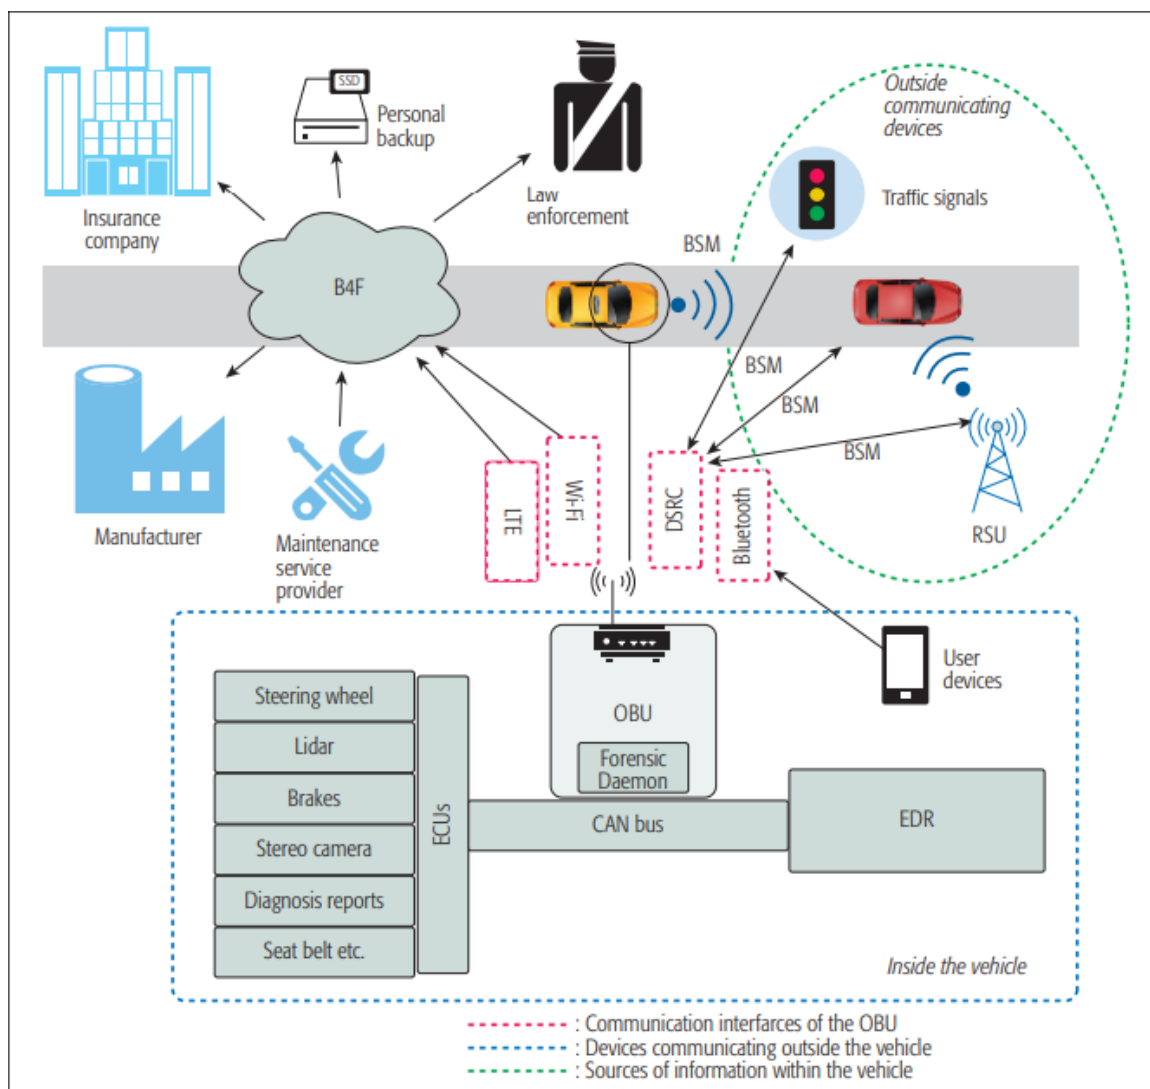 SSD
Personal
backup
Outside
communicating
devices
Insurance
company
Law
enforcement
Traffic signals
BSM
B4F
BSM
BSM
BSM
Manufacturer
Maintenance
service
provider
LTE
Wi-Fi
DSRC
Bluetooth
RSU
User
devices
OBU
Forensic
Daemon
Steering wheel
Lidar
Brakes
Stereo camera
Diagnosis reports
Seat belt etc.
ECUs
CAN bus
EDR
Inside the vehicle
: Communication interfarces of the OBU
: Devices communicating outside the vehicle
: Sources of information within the vehicle